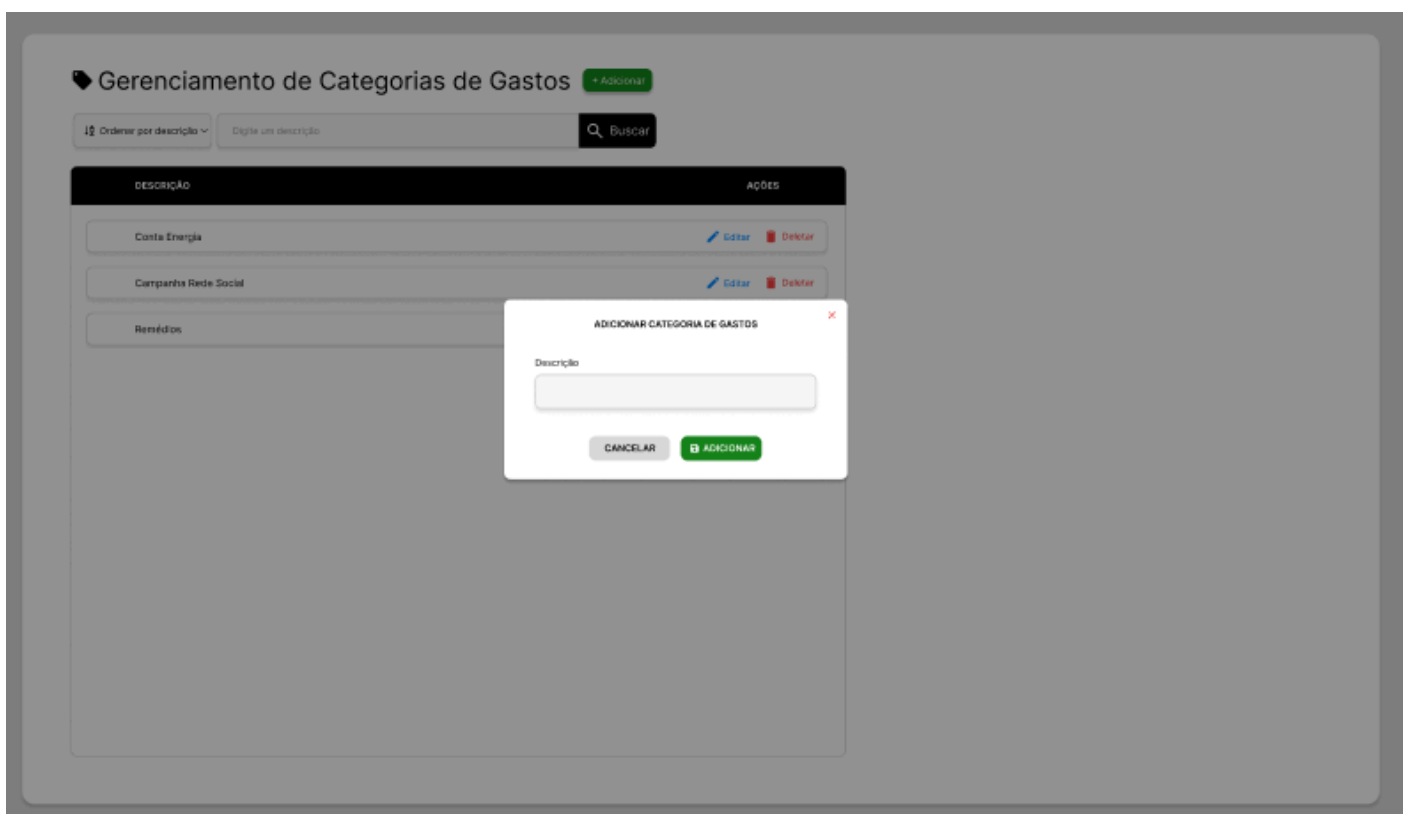 Gerenciamento de Categorias de Gastos + Adicionar
Ordenar por descrição Digite um descrição Buscar
DESCRIÇÃO AÇÕES
Conta Energia Editar Deletar
Campanha Rede Social Editar Deletar
Remédios
ADICIONAR CATEGORIA DE GASTOS
Descrição
CANCELAR ADICIONAR